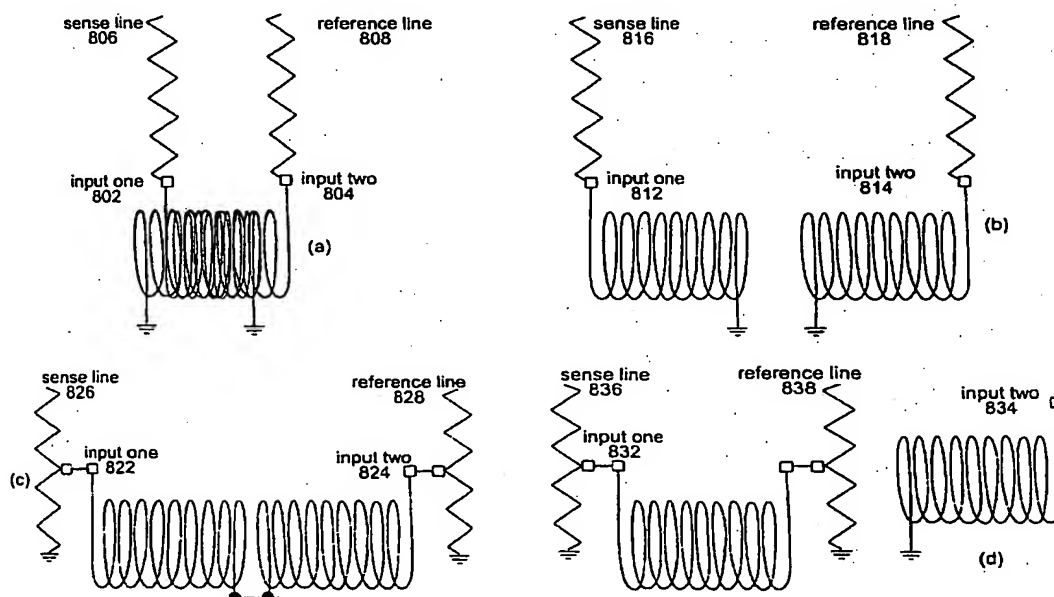 sense line
806
reference line
808
input one
802
input two
804
(a)
sense line
816
reference line
818
input one
812
input two
814
(b)
sense line
826
reference line
828
input one
822
input two
824
(c)
sense line
836
reference line
838
input one
832
input two
834
(d)